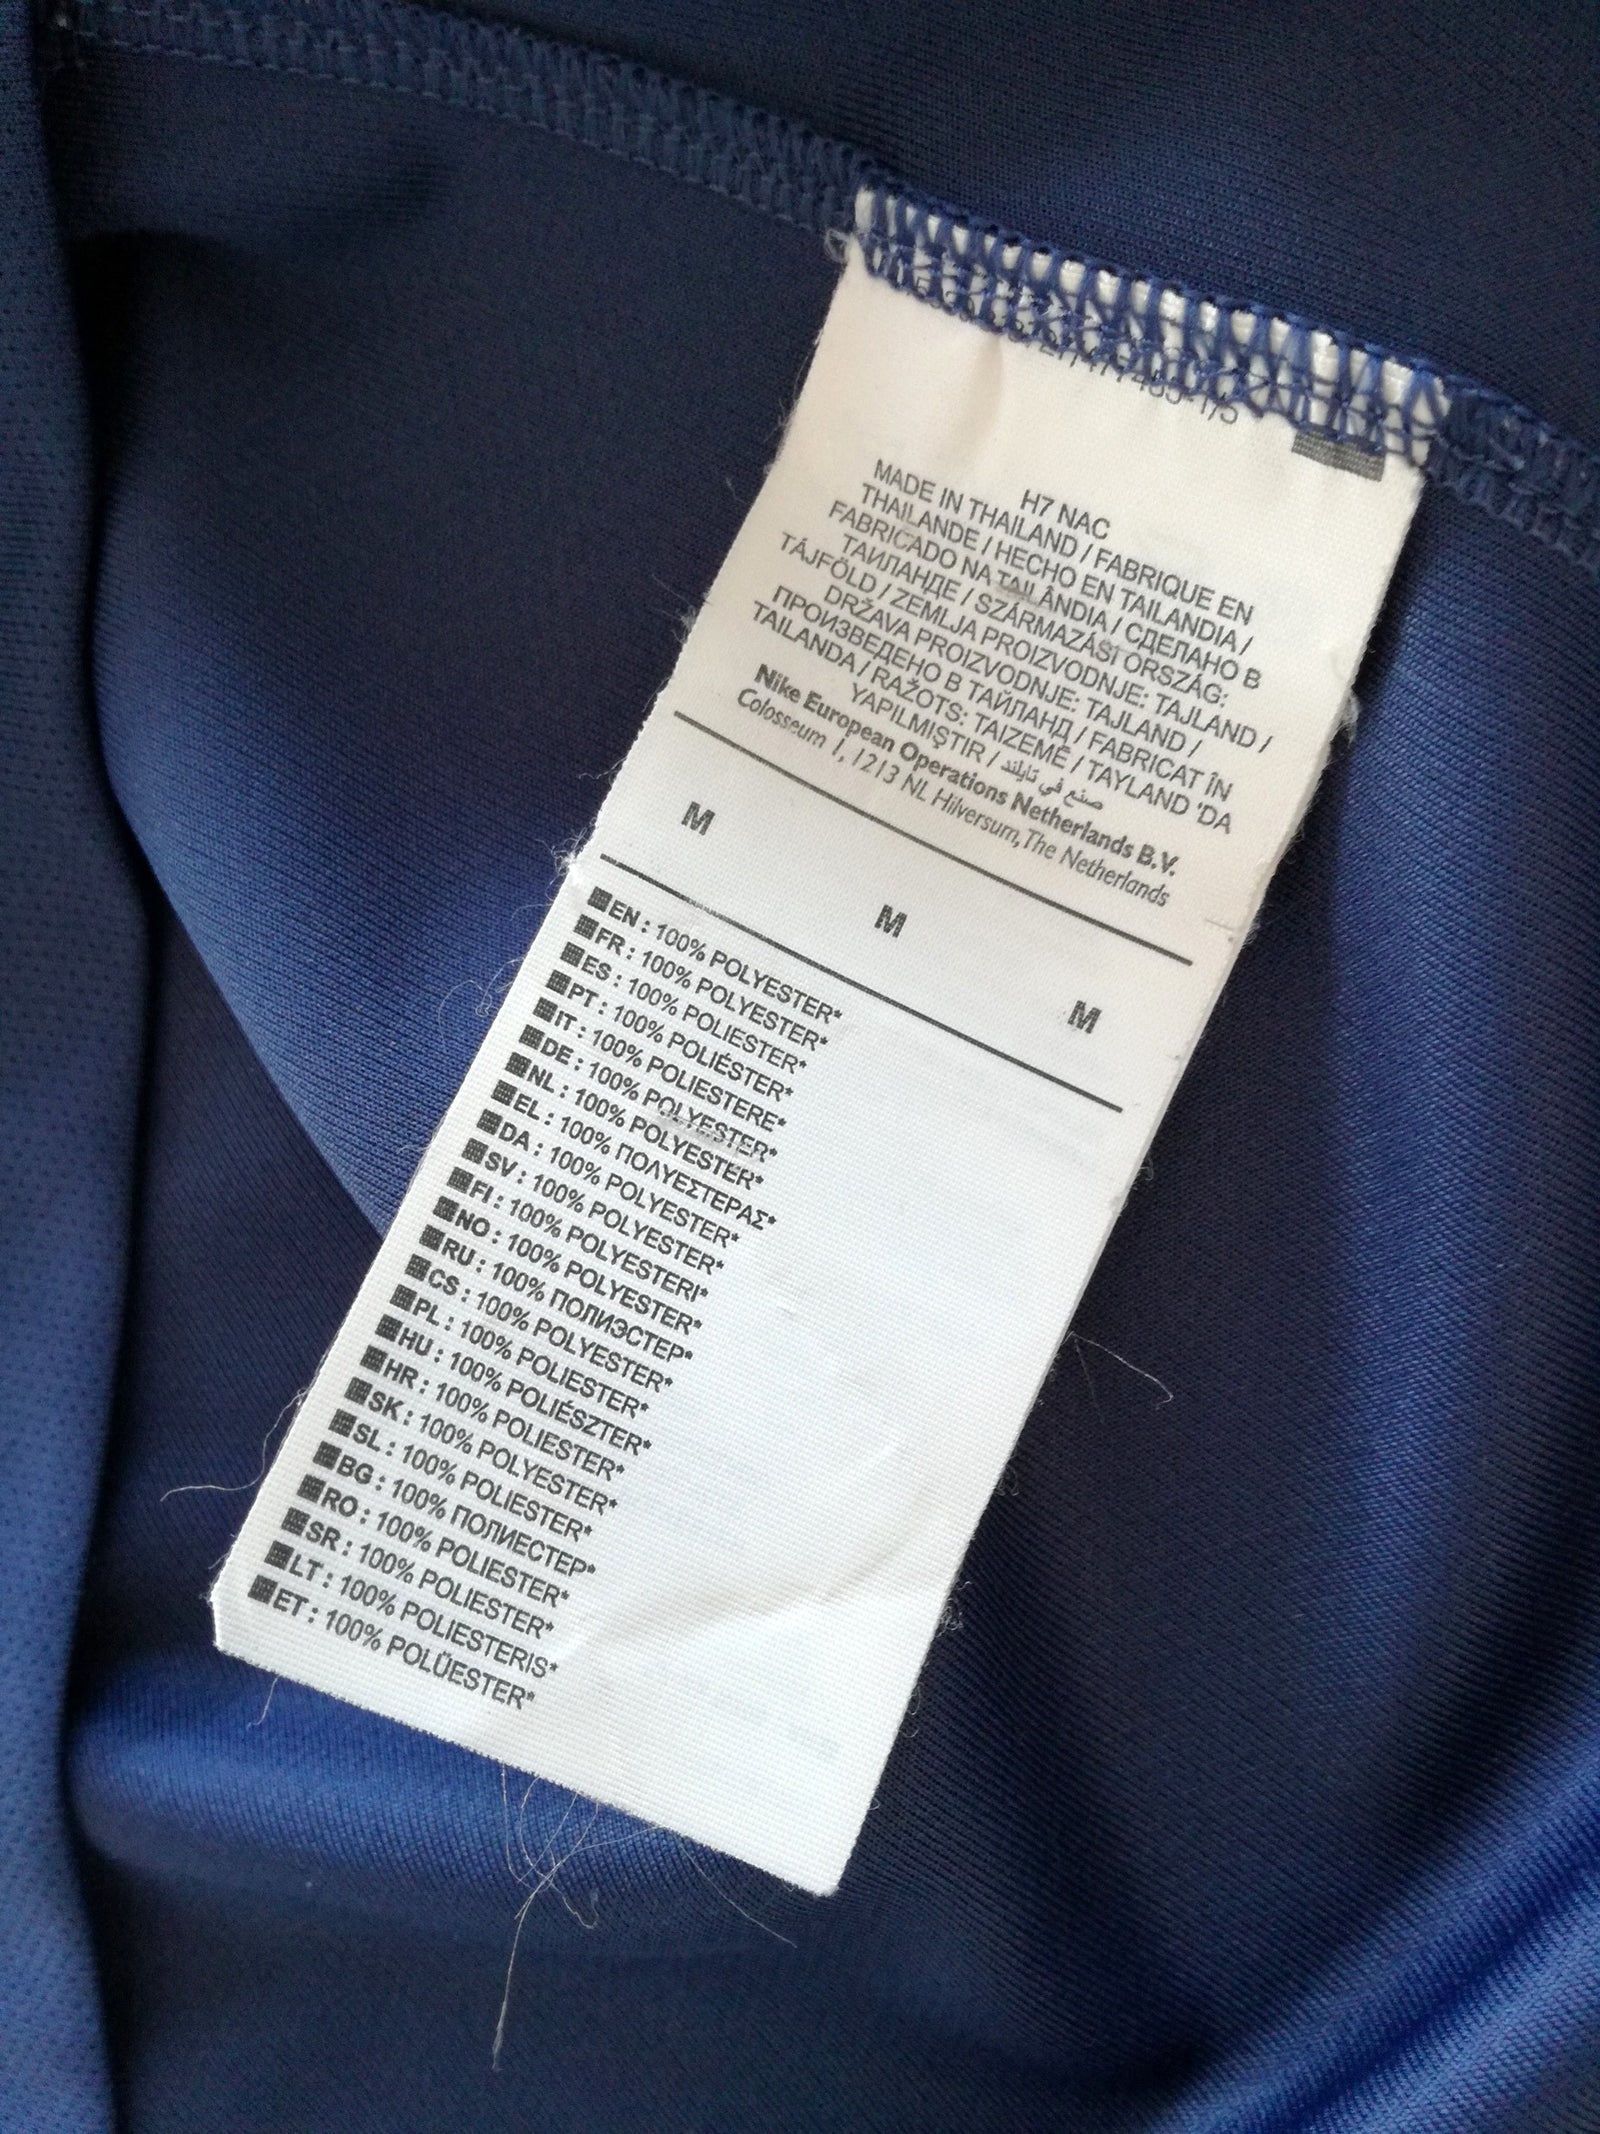 H7 NAC
MADE IN THAILAND / FABRIQUE EN
THAILANDE / HECHO EN TAILANDIA /
FABRICADO NA TAILÂNDIA / СДЕЛАНО В
ТАИЛАНДЕ / SZÁRMAZÁSI ORSZÁG:
TÁJFÖLD / ZEMLJA PROIZVODNJE: TAJLAND /
DRŽAVA PROIZVODNJE: TAJLAND /
ПРОИЗВЕДЕНО В ТАЙЛАНД / FABRICAT ÎN
TAILANDA / RAŽOTS: TAIZEMĒ / TAYLAND 'DA
YAPILMIŞTIR / صنع في تايلند
Nike European Operations Netherlands B.V.
Colosseum 1, 1213 NL Hilversum, The Netherlands
M M M
EN : 100% POLYESTER*
FR : 100% POLYESTER*
ES : 100% POLIESTER*
PT : 100% POLIÉSTER*
IT : 100% POLIESTERE*
DE : 100% POLYESTER*
NL : 100% POLYESTER*
EL : 100% ΠΟΛΥΕΣΤΕΡΑΣ*
DA : 100% POLYESTER*
SV : 100% POLYESTER*
FI : 100% POLYESTERI*
NO : 100% POLYESTER*
RU : 100% ПОЛИЭСТЕР*
CS : 100% POLYESTER*
PL : 100% POLIESTER*
HU : 100% POLIÉSZTER*
HR : 100% POLIESTER*
SK : 100% POLYESTER*
SL : 100% POLIESTER*
BG : 100% ПОЛИЕСТЕР*
RO : 100% POLIESTER*
SR : 100% POLIESTER*
LT : 100% POLIESTERIS*
ET : 100% POLÜESTER*